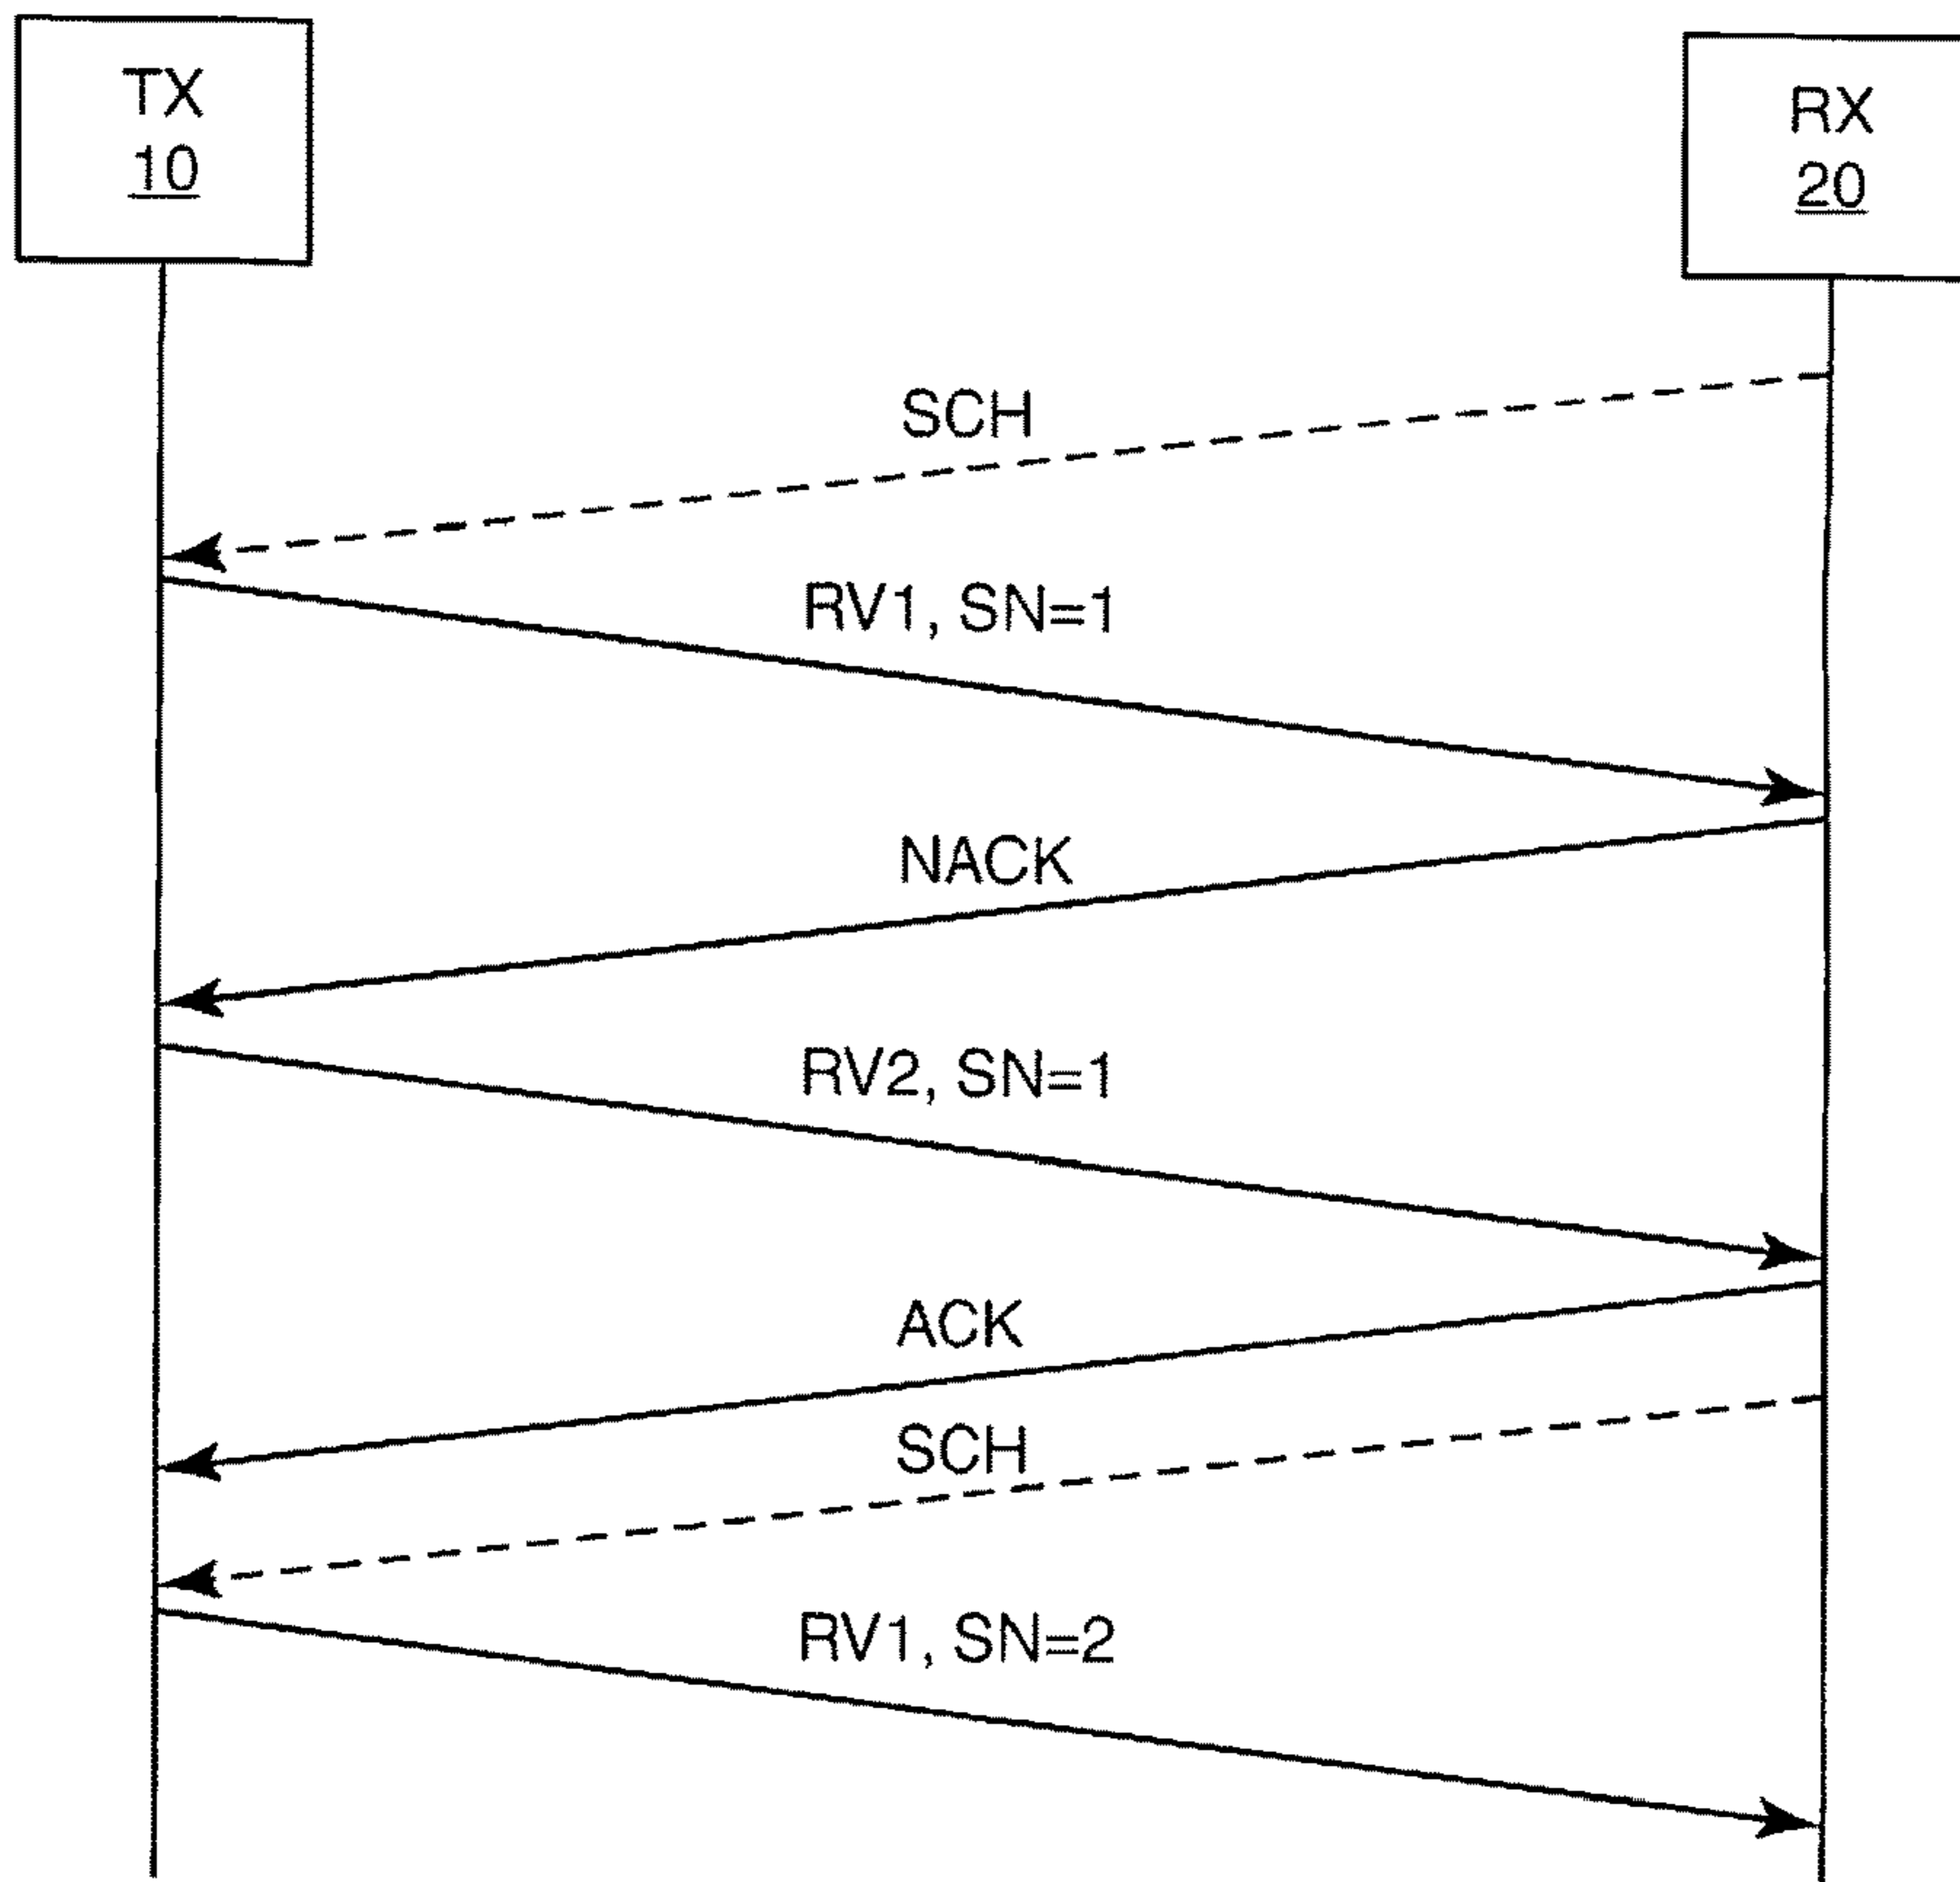 TX
10
RX
20
SCH
RV1, SN=1
NACK
RV2, SN=1
ACK
SCH
RV1, SN=2